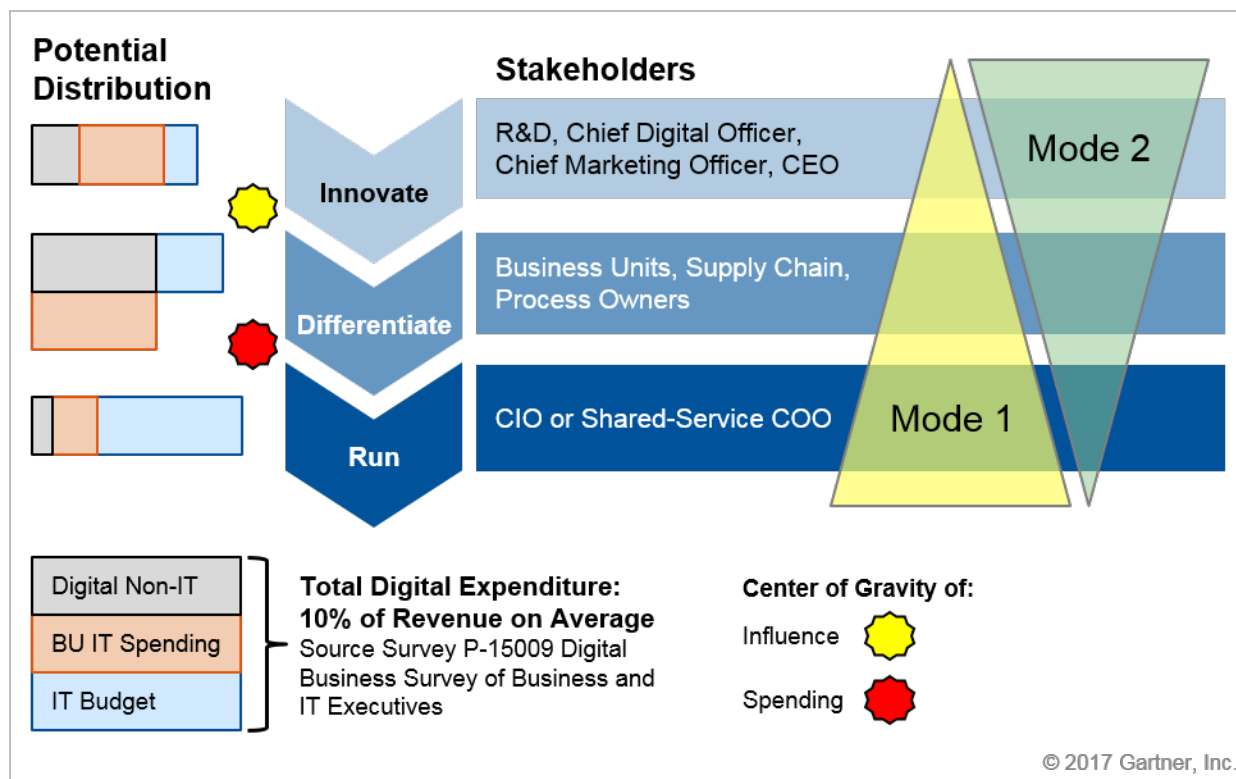 Potential
Distribution
Stakeholders
Innovate
R&D, Chief Digital Officer,
Chief Marketing Officer, CEO
Mode 2
Differentiate
Business Units, Supply Chain,
Process Owners
Run
CIO or Shared-Service COO
Mode 1
Digital Non-IT
BU IT Spending
IT Budget
Total Digital Expenditure:
10% of Revenue on Average
Source Survey P-15009 Digital
Business Survey of Business and
IT Executives
Center of Gravity of:
Influence
Spending
© 2017 Gartner, Inc.